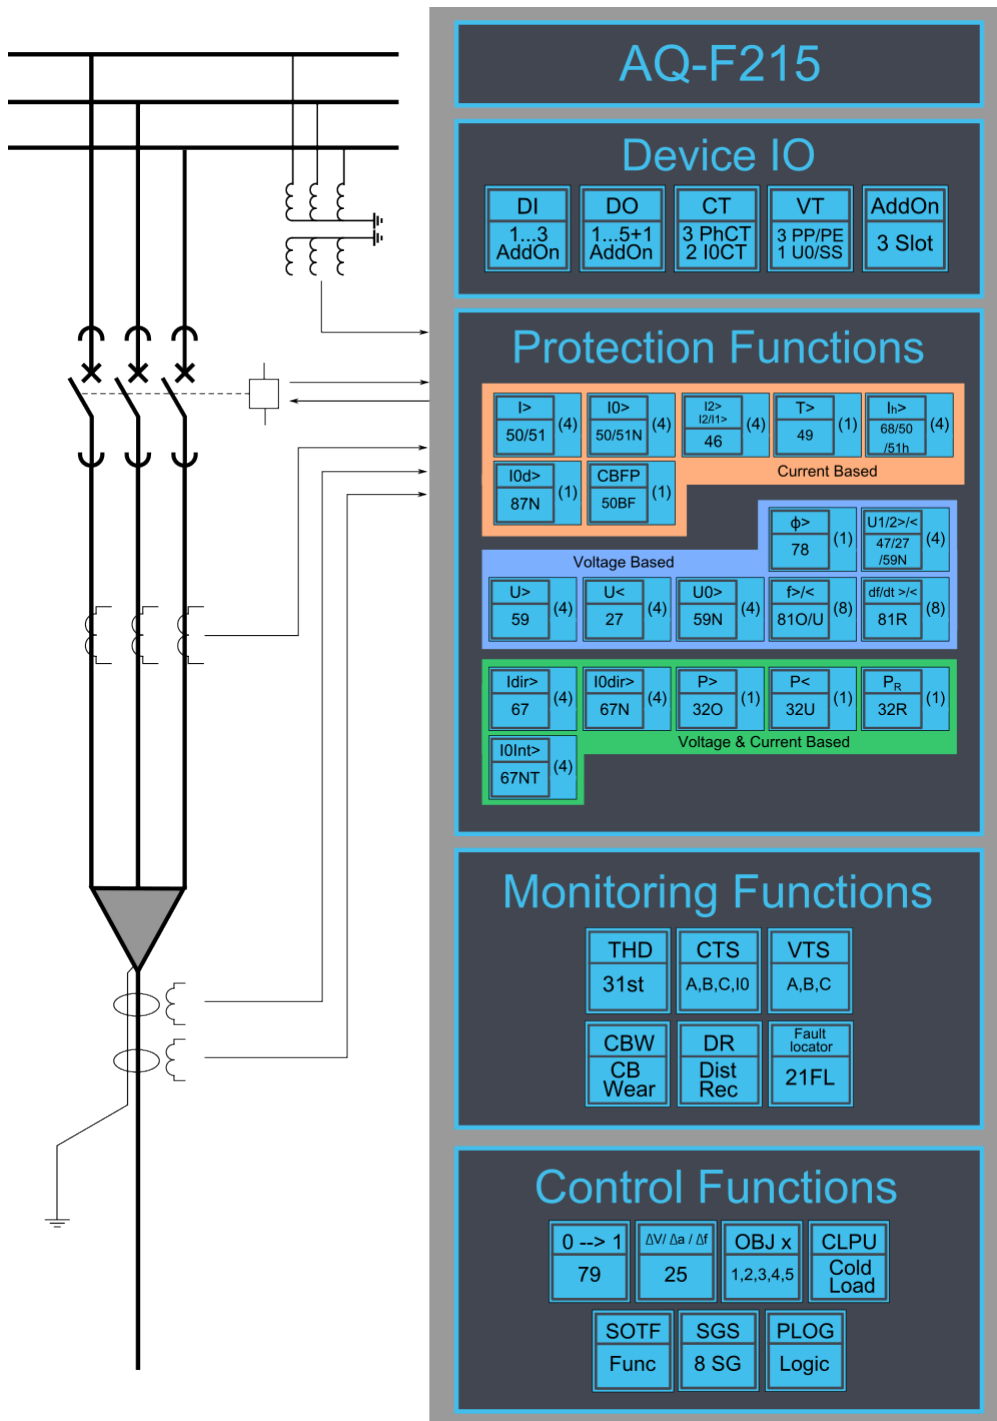 AQ-F215
Device IO
DI
1...3
AddOn
DO
1...5+1
AddOn
CT
3 PhCT
2 I0CT
VT
3 PP/PE
1 U0/SS
AddOn
3 Slot
Protection Functions
I>
50/51
(4)
I0>
50/51N
(4)
I2>
I2/I1>
46
(4)
T>
49
(1)
Ih>
68/50
/51h
(4)
I0d>
87N
(1)
CBFP
50BF
(1)
Current Based
ϕ>
78
(1)
U1/2>/<
47/27
/59N
(4)
Voltage Based
U>
59
(4)
U<
27
(4)
U0>
59N
(4)
f>/<
81O/U
(8)
df/dt >/<
81R
(8)
Idir>
67
(4)
I0dir>
67N
(4)
P>
32O
(1)
P<
32U
(1)
PR
32R
(1)
I0Int>
67NT
(4)
Voltage & Current Based
Monitoring Functions
THD
31st
CTS
A,B,C,I0
VTS
A,B,C
CBW
CB
Wear
DR
Dist
Rec
Fault
locator
21FL
Control Functions
0 --> 1
79
ΔV/ Δa / Δf
25
OBJ x
1,2,3,4,5
CLPU
Cold
Load
SOTF
Func
SGS
8 SG
PLOG
Logic